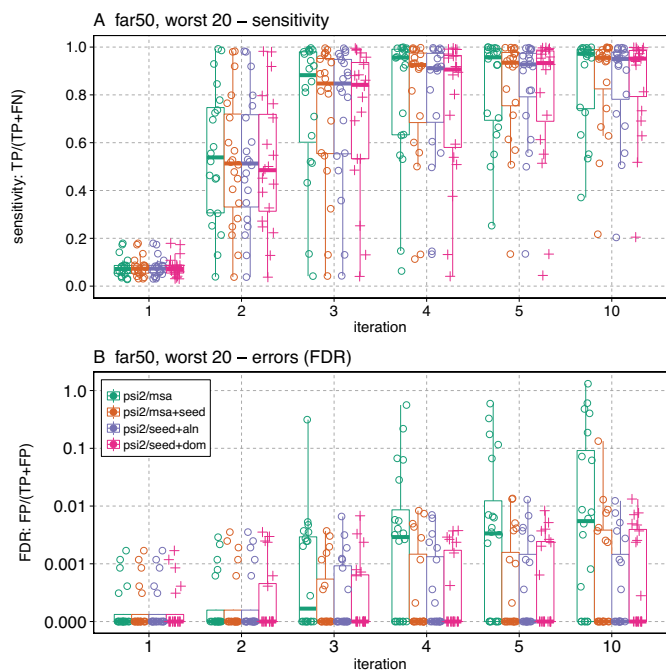 A far50, worst 20 – sensitivity
sensitivity: TP/(TP+FN)
1.0
0.8
0.6
0.4
0.2
0.0
1 2 3 4 5 10
iteration
B far50, worst 20 – errors (FDR)
FDR: FP/(TP+FP)
1.0
0.1
0.01
0.001
0.000
psi2/msa
psi2/msa+seed
psi2/seed+aln
psi2/seed+dom
1 2 3 4 5 10
iteration